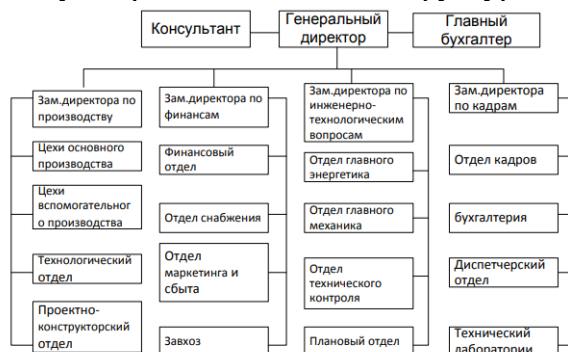 Консультант
Генеральный
директор
Главный
бухгалтер
Зам.директора по
производству
Зам.директора по
финансам
Зам.директора по
инженерно-
технологическим
вопросам
Зам.директора
по кадрам
Цехи основного
производства
Финансовый
отдел
Отдел главного
энергетика
Отдел кадров
Цехи
вспомогательног
о производства
Отдел снабжения
Отдел главного
механика
бухгалтерия
Технологический
отдел
Отдел
маркетинга и
сбыта
Отдел
технического
контроля
Диспетчерский
отдел
Проектно-
конструкторский
отдел
Завхоз
Плановый отдел
Технический
лаборатории